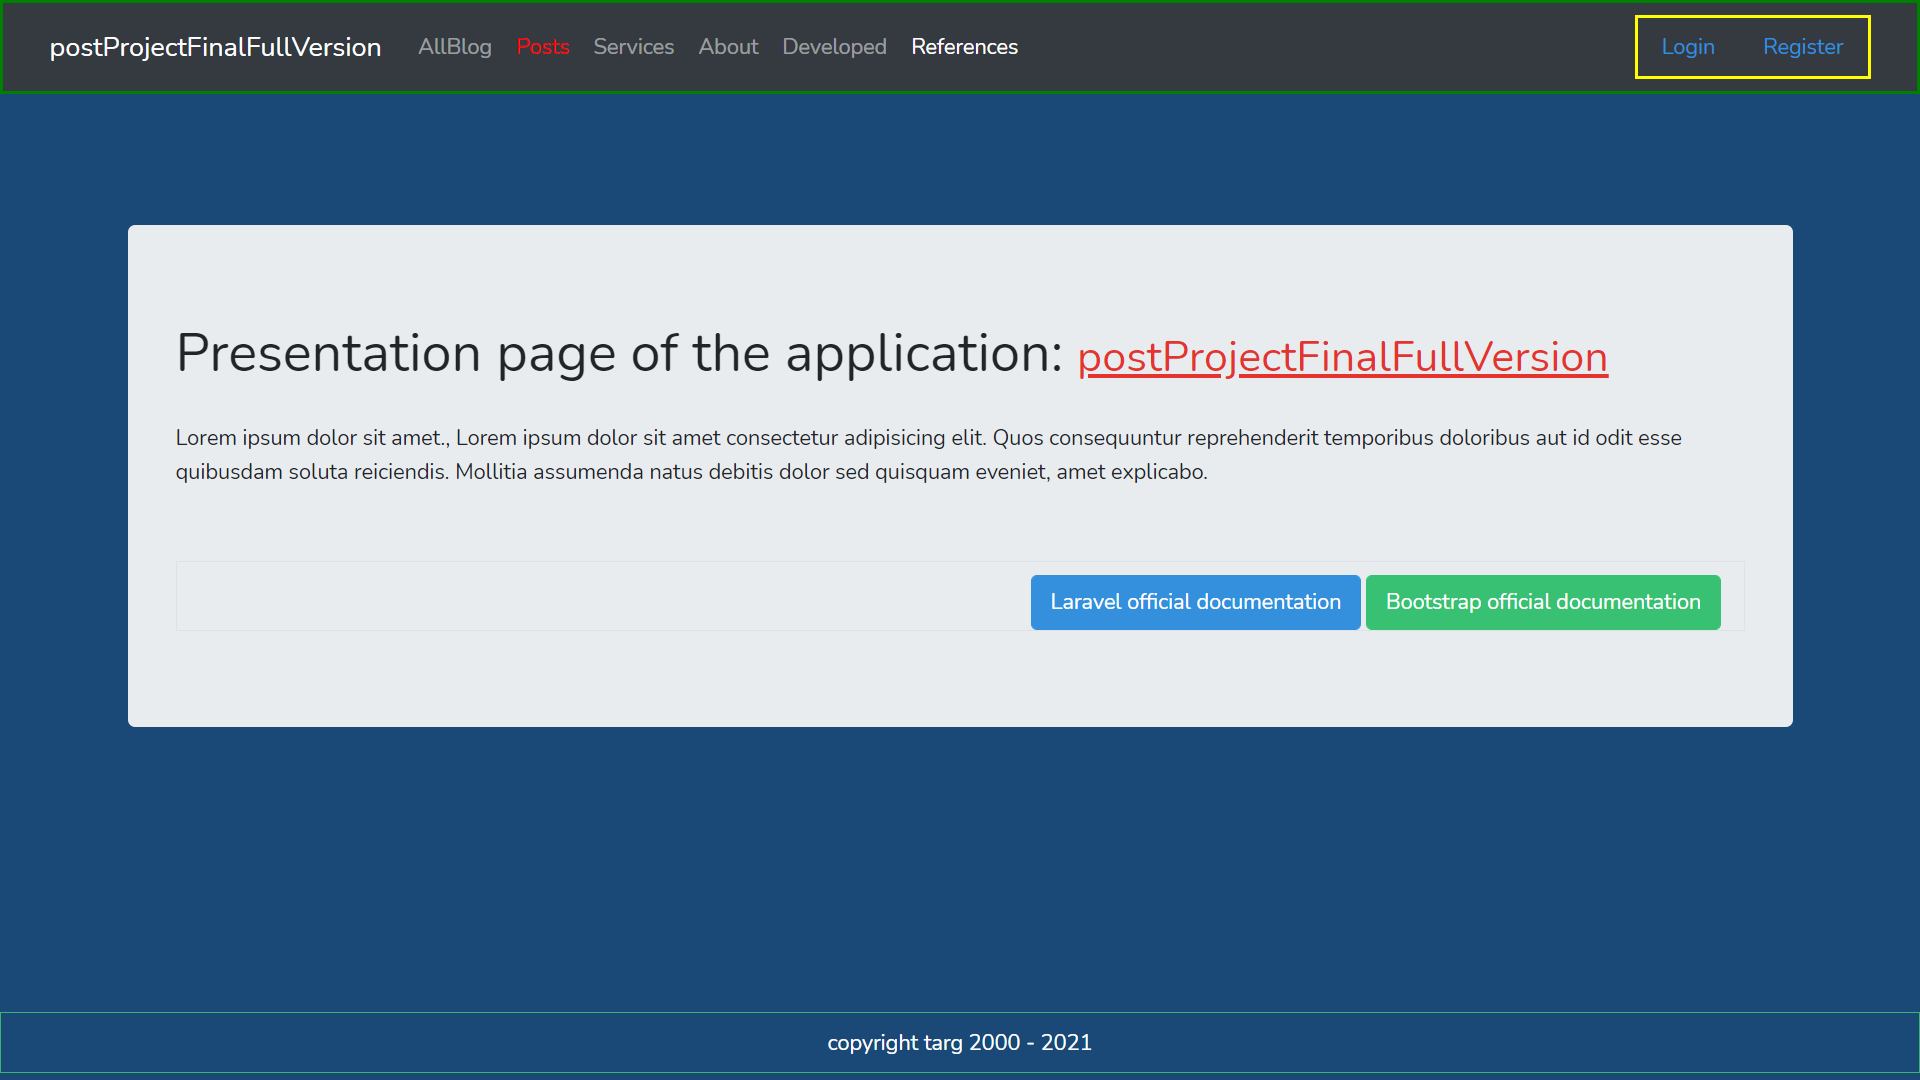 postProjectFinalFullVersion AllBlog Posts Services About Developed References Login Register
Presentation page of the application: postProjectFinalFullVersion
Lorem ipsum dolor sit amet., Lorem ipsum dolor sit amet consectetur adipisicing elit. Quos consequuntur reprehenderit temporibus doloribus aut id odit esse
quibusdam soluta reiciendis. Mollitia assumenda natus debitis dolor sed quisquam eveniet, amet explicabo.
Laravel official documentation Bootstrap official documentation
copyright targ 2000 - 2021